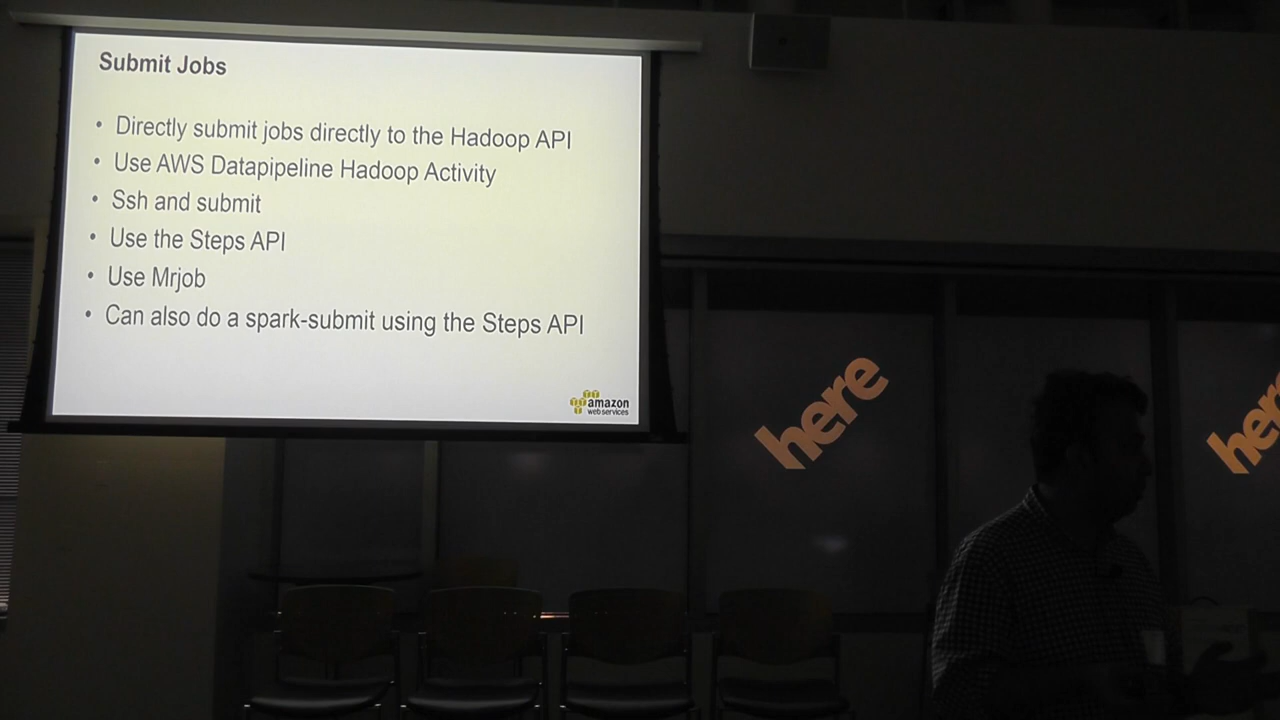 Submit Jobs
• Directly submit jobs directly to the Hadoop API
• Use AWS Datapipeline Hadoop Activity
• Ssh and submit
• Use the Steps API
• Use Mrjob
• Can also do a spark-submit using the Steps API
amazon
web services
here
here